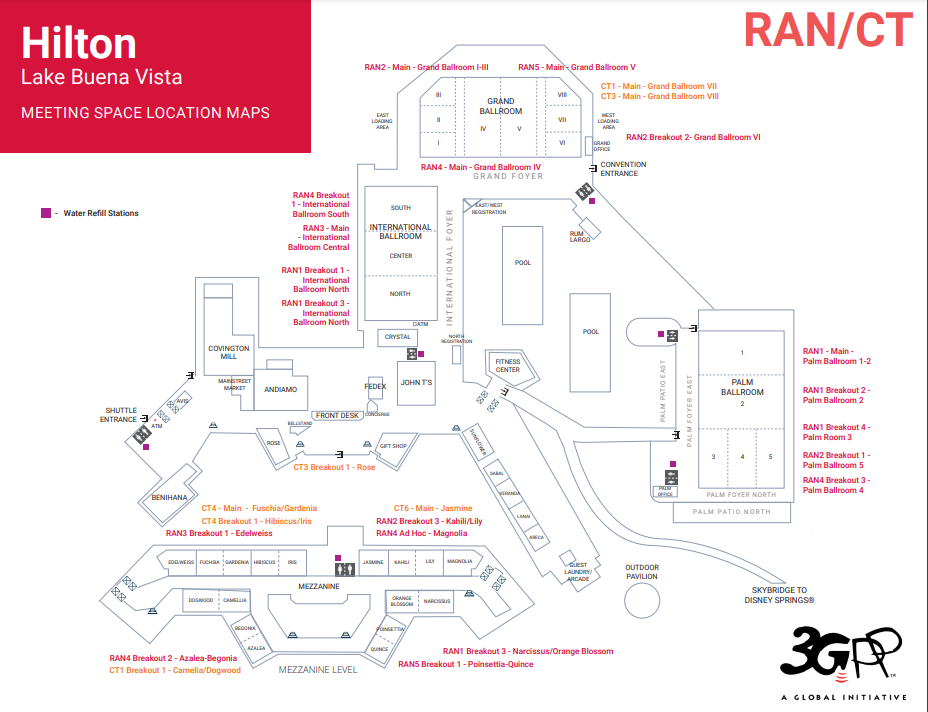 Hilton
Lake Buena Vista
MEETING SPACE LOCATION MAPS
RAN/CT
RAN2 - Main - Grand Ballroom I-III
RAN5 - Main - Grand Ballroom V
CT1 - Main - Grand Ballroom VII
CT3 - Main - Grand Ballroom VIII
III
II
I
GRAND
BALLROOM
IV
V
VIII
VII
VI
EAST
LOADING
AREA
WEST
LOADING
AREA
GRAND
OFFICE
RAN2 Breakout 2- Grand Ballroom VI
RAN4 - Main - Grand Ballroom IV
GRAND FOYER
CONVENTION
ENTRANCE
- Water Refill Stations
RAN4 Breakout
1 - International
Ballroom South
RAN3 - Main
- International
Ballroom Central
RAN1 Breakout 1 -
International
Ballroom North
RAN1 Breakout 3 -
International
Ballroom North
SOUTH
INTERNATIONAL
BALLROOM
CENTER
NORTH
INTERNATIONAL FOYER
EAST/WEST
REGISTRATION
RUM
LARGO
POOL
POOL
ATM
CRYSTAL
NORTH
REGISTRATION
FITNESS
CENTER
COVINGTON
MILL
MAINSTREET
MARKET
ANDIAMO
FEDEX
JOHN T'S
CONCIERGE
FRONT DESK
BELLSTAND
AVIS
SHUTTLE
ENTRANCE
ATM
ROSE
GIFT SHOP
SUNFLOWER
CT3 Breakout 1 - Rose
BENIHANA
SABAL
VERANDA
LANAI
ARECA
GUEST
LAUNDRY/
ARCADE
PALM PATIO EAST
PALM FOYER EAST
1
PALM
BALLROOM
2
3
4
5
PALM
OFFICE
PALM FOYER NORTH
PALM PATIO NORTH
RAN1 - Main -
Palm Ballroom 1-2
RAN1 Breakout 2 -
Palm Ballroom 2
RAN1 Breakout 4 -
Palm Room 3
RAN2 Breakout 1 -
Palm Ballroom 5
RAN4 Breakout 3 -
Palm Ballroom 4
CT4 - Main - Fuschia/Gardenia
CT4 Breakout 1 - Hibiscus/Iris
RAN3 Breakout 1 - Edelweiss
CT6 - Main - Jasmine
RAN2 Breakout 3 - Kahili/Lily
RAN4 Ad Hoc - Magnolia
EDELWEISS
FUCHSIA
GARDENIA
HIBISCUS
IRIS
JASMINE
KAHILI
LILY
MAGNOLIA
MEZZANINE
DOGWOOD
CAMELLIA
ORANGE
BLOSSOM
NARCISSUS
BEGONIA
AZALEA
POINSETTIA
QUINCE
MEZZANINE LEVEL
RAN4 Breakout 2 - Azalea-Begonia
CT1 Breakout 1 - Camelia/Dogwood
RAN1 Breakout 3 - Narcissus/Orange Blossom
RAN5 Breakout 1 - Poinsettia-Quince
OUTDOOR
PAVILION
SKYBRIDGE TO
DISNEY SPRINGS®
3GPP
TM
A GLOBAL INITIATIVE